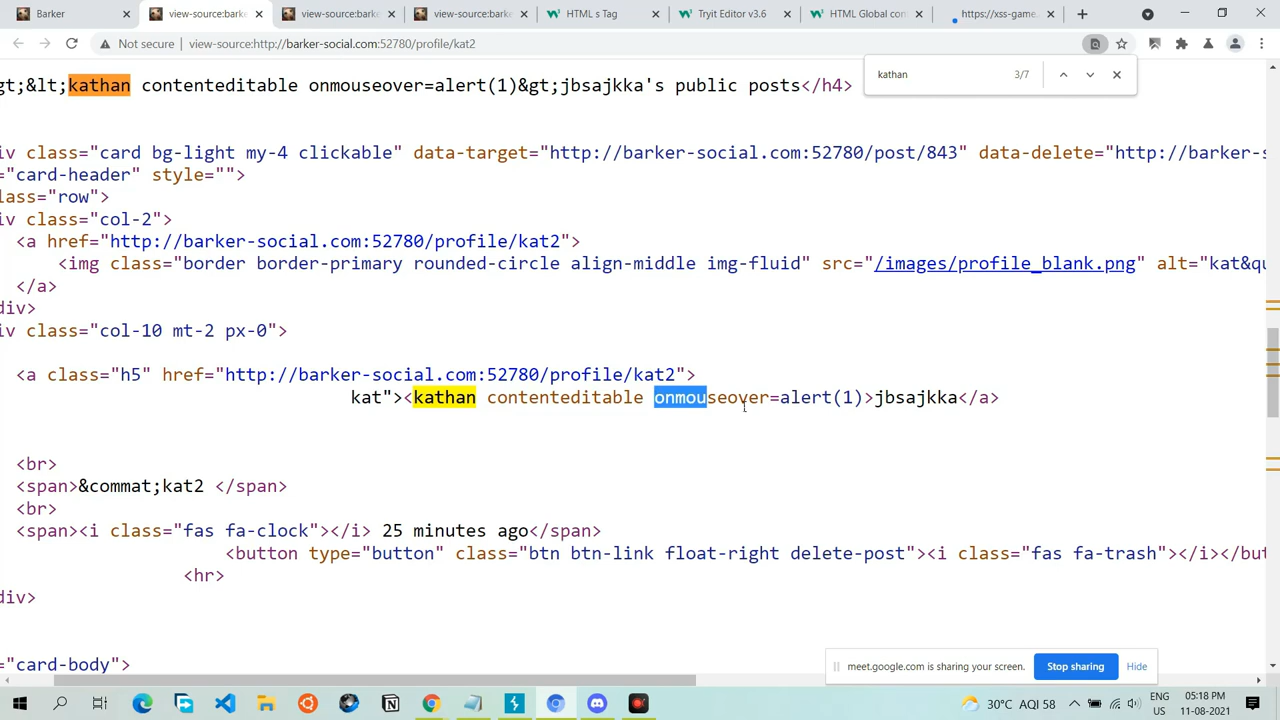 Barker
view-source:barke
view-source:barker
view-source:barker
HTML s Tag
Tryit Editor v3.6
HTML Global con
https://xss-game.
Not secure
view-source:http://barker-social.com:52780/profile/kat2
kathan
3/7
gt;&lt;kathan contenteditable onmouseover=alert(1)&gt;jbsajkka's public posts</h4>
iv class="card bg-light my-4 clickable" data-target="http://barker-social.com:52780/post/843" data-delete="http://barker-s
="card-header" style="">
lass="row">
iv class="col-2">
<a href="http://barker-social.com:52780/profile/kat2">
<img class="border border-primary rounded-circle align-middle img-fluid" src="/images/profile_blank.png" alt="kat&qu
</a>
div>
iv class="col-10 mt-2 px-0">
<a class="h5" href="http://barker-social.com:52780/profile/kat2">
kat"><kathan contenteditable onmouseover=alert(1)>jbsajkka</a>
<br>
<span>&commat;kat2 </span>
<br>
<span><i class="fas fa-clock"></i> 25 minutes ago</span>
<button type="button" class="btn btn-link float-right delete-post"><i class="fas fa-trash"></i></but
<hr>
div>
="card-body">
meet.google.com is sharing your screen.
Stop sharing
Hide
30°C AQI 58
ENG
US
05:18 PM
11-08-2021